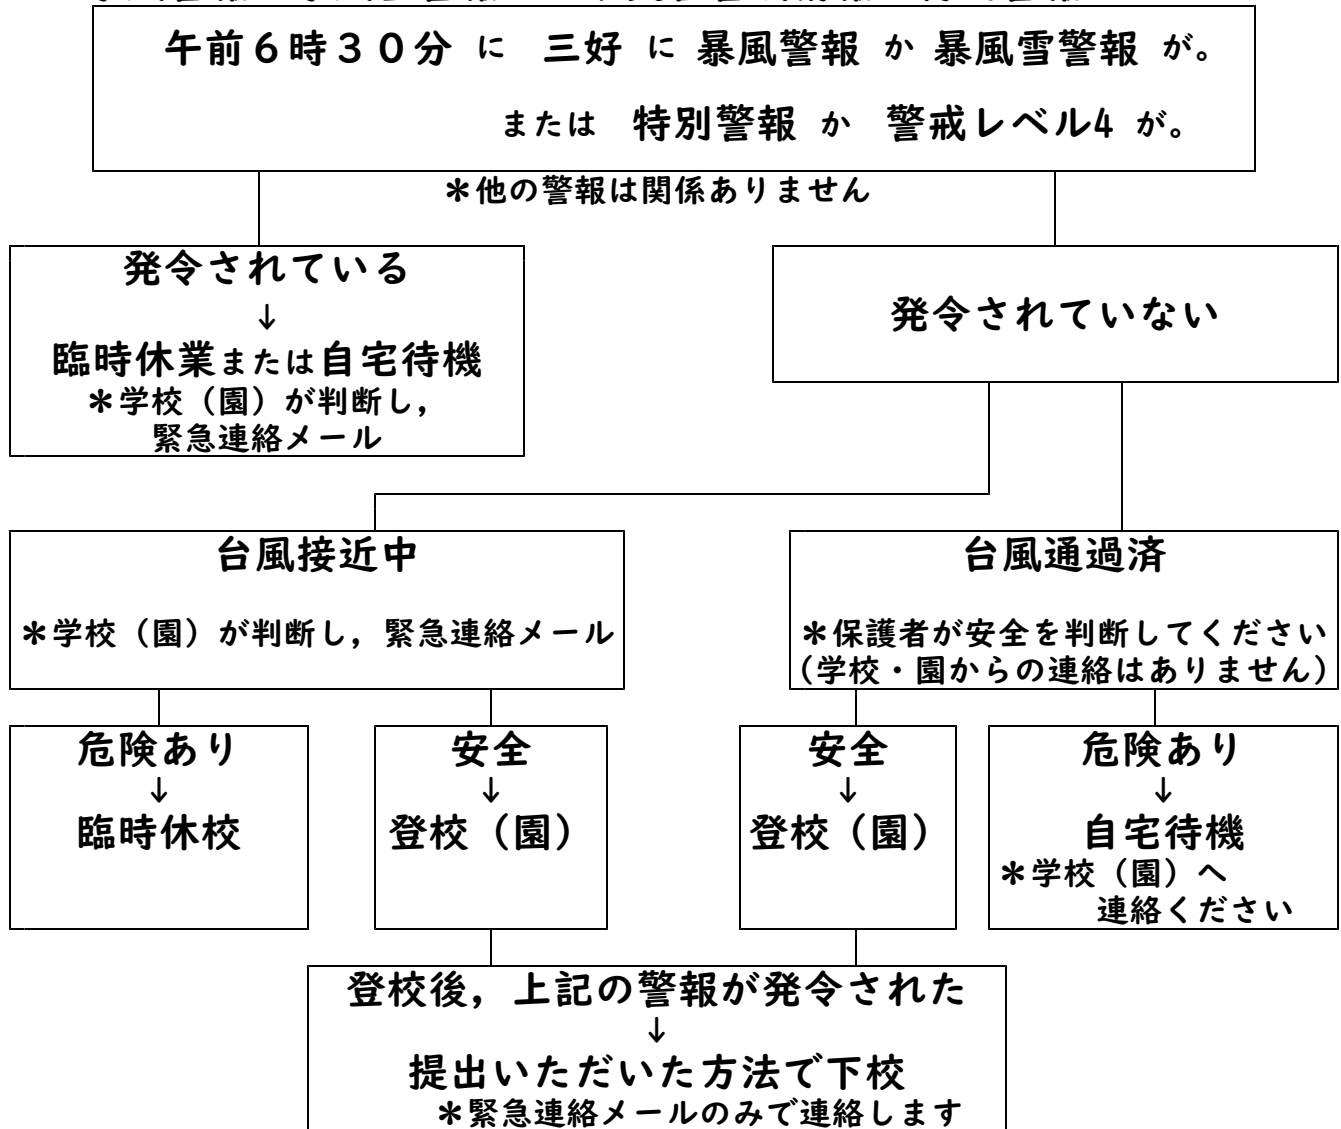 午前６時３０分 に 三好 に 暴風警報 か 暴風雪警報 が。
または 特別警報 か 警戒レベル4 が。
＊他の警報は関係ありません
発令されている
↓
臨時休業または自宅待機
＊学校（園）が判断し，
緊急連絡メール
発令されていない
台風接近中
＊学校（園）が判断し，緊急連絡メール
台風通過済
＊保護者が安全を判断してください
（学校・園からの連絡はありません）
危険あり
↓
臨時休校
安全
↓
登校（園）
安全
↓
登校（園）
危険あり
↓
自宅待機
＊学校（園）へ
連絡ください
登校後，上記の警報が発令された
↓
提出いただいた方法で下校
＊緊急連絡メールのみで連絡します